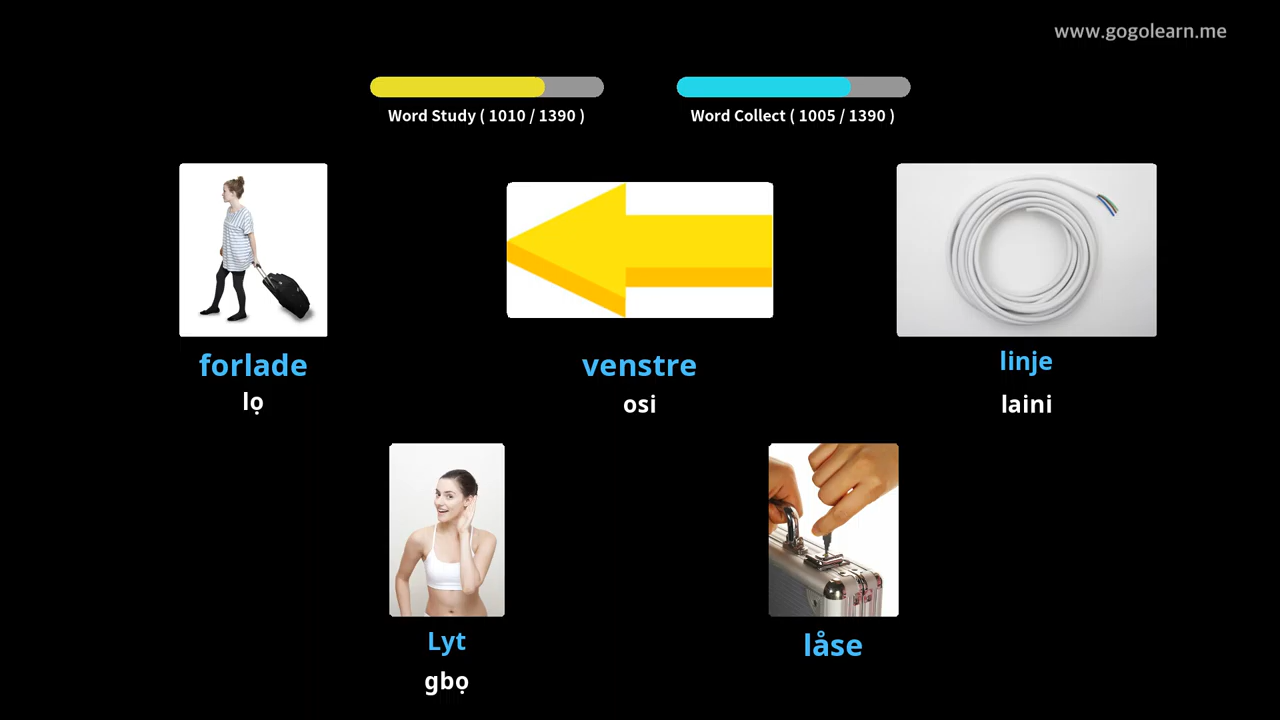 www.gogolearn.me
Word Study ( 1010 / 1390 )
Word Collect ( 1005 / 1390 )
forlade
lọ
venstre
osi
linje
laini
Lyt
gbọ
låse